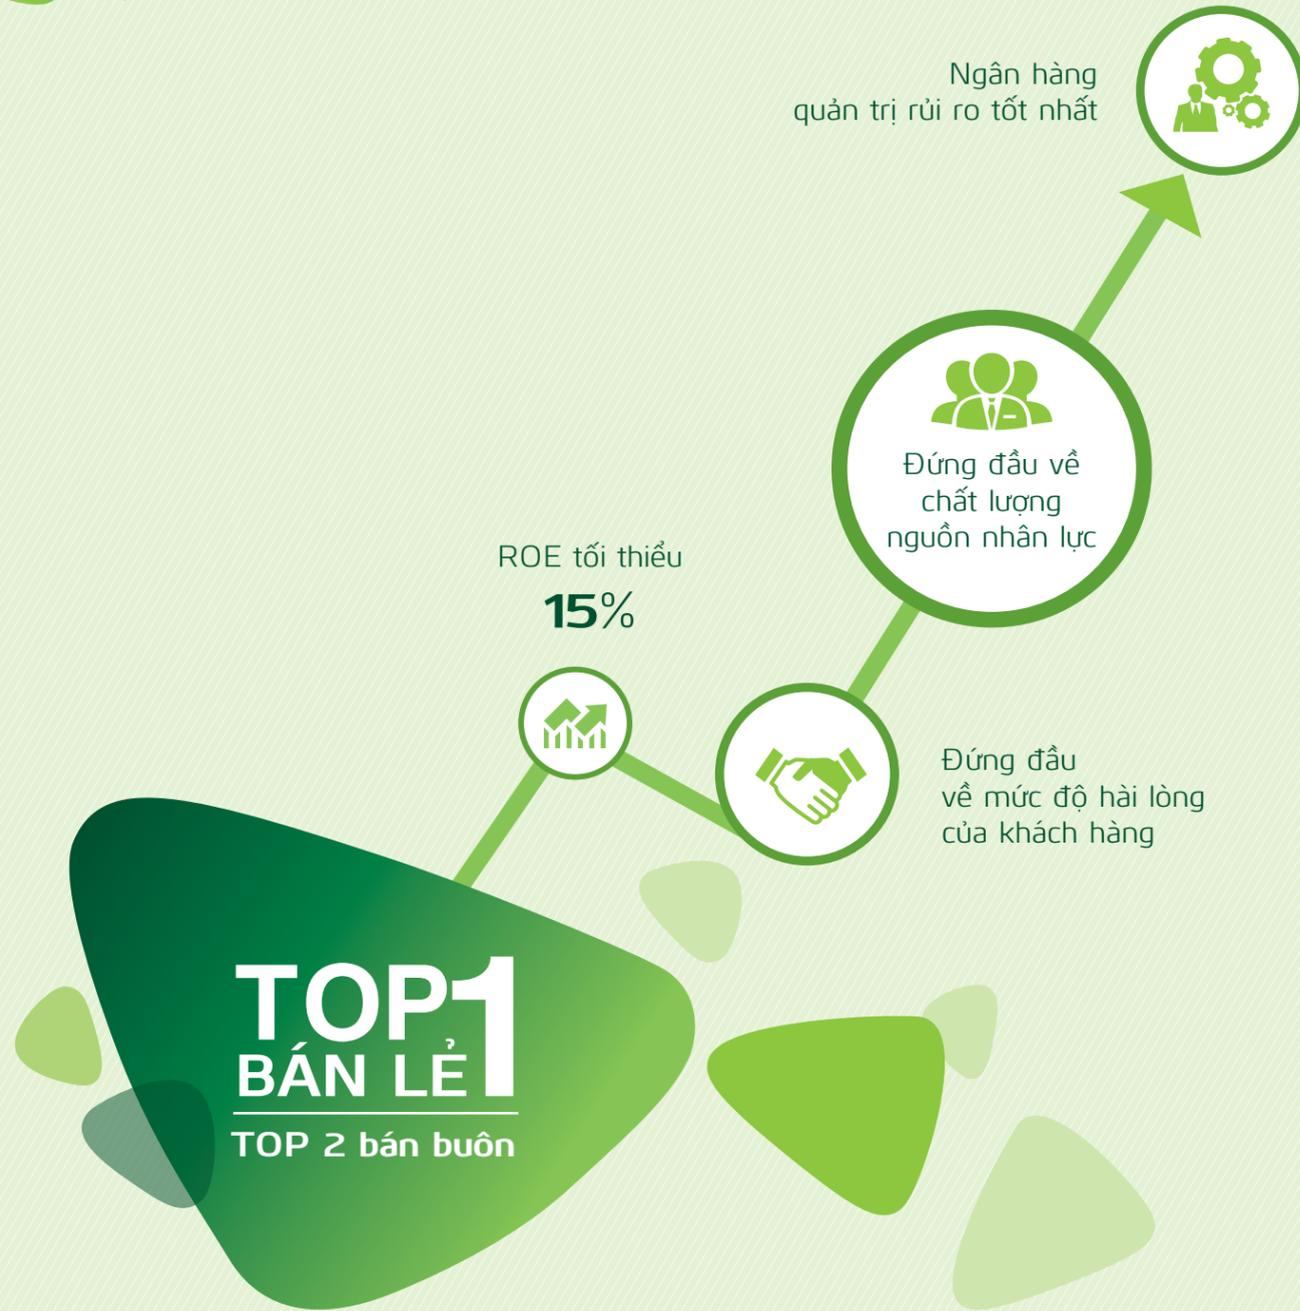 Ngân hàng
quản trị rủi ro tốt nhất
Đứng đầu về
chất lượng
nguồn nhân lực
ROE tối thiểu
15%
Đứng đầu
về mức độ hài lòng
của khách hàng
TOP 1
BÁN LẺ
TOP 2 bán buôn